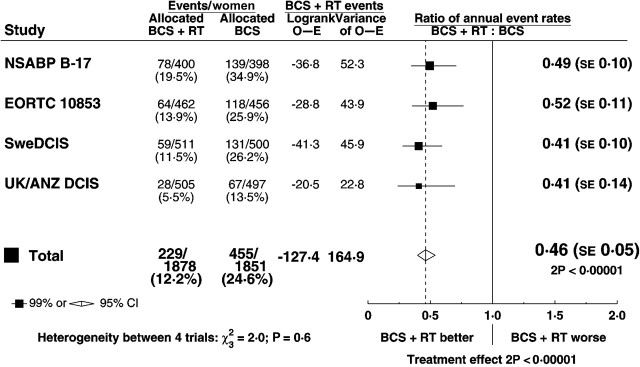 Events/women BCS + RT events
Allocated Allocated Logrank Variance Ratio of annual event rates
Study BCS + RT BCS O–E of O–E BCS + RT : BCS
NSABP B-17 78/400 139/398 -36·8 52·3 0·49 (SE 0·10)
(19·5%) (34·9%)
EORTC 10853 64/462 118/456 -28·8 43·9 0·52 (SE 0·11)
(13·9%) (25·9%)
SweDCIS 59/511 131/500 -41·3 45·9 0·41 (SE 0·10)
(11·5%) (26·2%)
UK/ANZ DCIS 28/505 67/497 -20·5 22·8 0·41 (SE 0·14)
(5·5%) (13·5%)
Total 229/ 455/ -127·4 164·9 0·46 (SE 0·05)
1878 1851
(12·2%) (24·6%) 2P < 0·00001
99% or 95% CI
0 0·5 1·0 1·5 2·0
Heterogeneity between 4 trials: χ²₃ = 2·0; P = 0·6
BCS + RT better BCS + RT worse
Treatment effect 2P < 0·00001